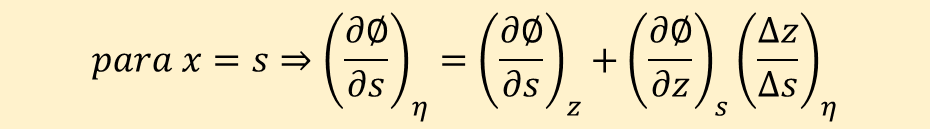 para x = s ⇒ (∂∅/∂s)_η = (∂∅/∂s)_z + (∂∅/∂z)_s (Δz/Δs)_η